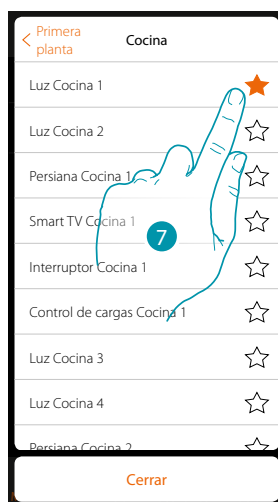 Primera
planta
Cocina
Luz Cocina 1
Luz Cocina 2
Persiana Cocina 1
Smart TV Cocina 1
7
Interruptor Cocina 1
Control de cargas Cocina 1
Luz Cocina 3
Luz Cocina 4
Persiana Cocina 2
Cerrar